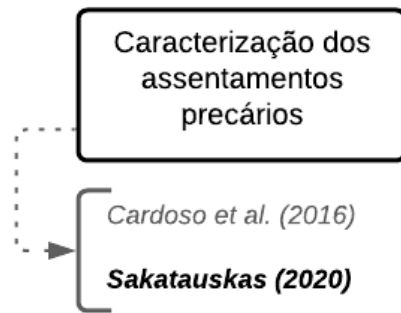 Caracterização dos
assentamentos
precários
Cardoso et al. (2016)
Sakatauskas (2020)